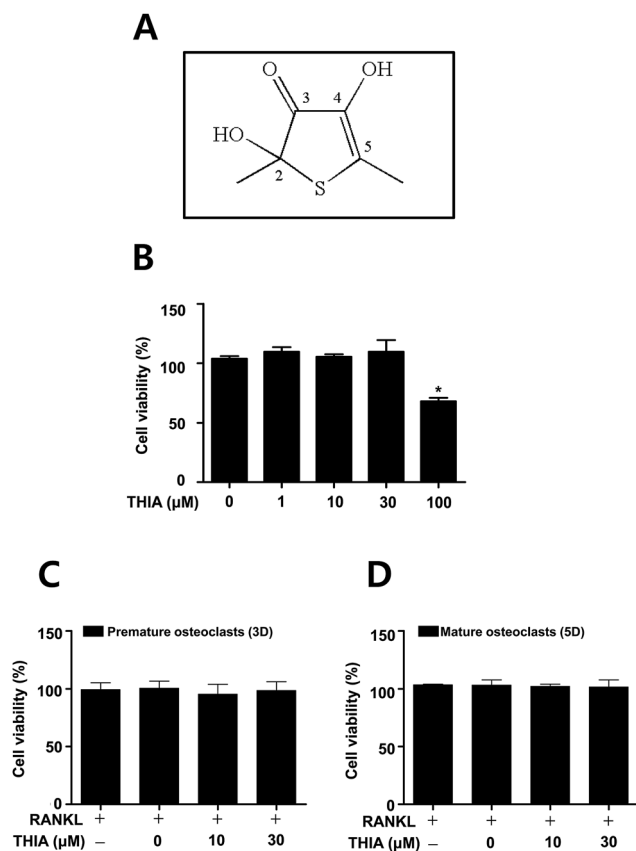 A
O
OH
3
4
HO
2
5
S
B
150
100
50
0
Cell viability (%)
*
THIA (μM) 0 1 10 30 100
C
Premature osteoclasts (3D)
150
100
50
0
Cell viability (%)
RANKL + + + +
THIA (μM) – 0 10 30
D
Mature osteoclasts (5D)
150
100
50
0
Cell viability (%)
RANKL + + + +
THIA (μM) – 0 10 30